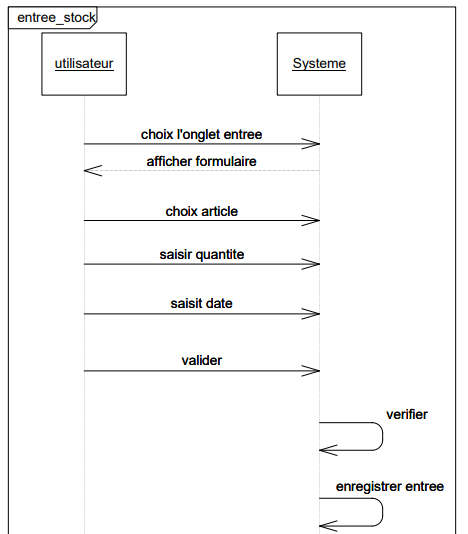 entree_stock
utilisateur
Systeme
choix l'onglet entree
afficher formulaire
choix article
saisir quantite
saisit date
valider
verifier
enregistrer entree